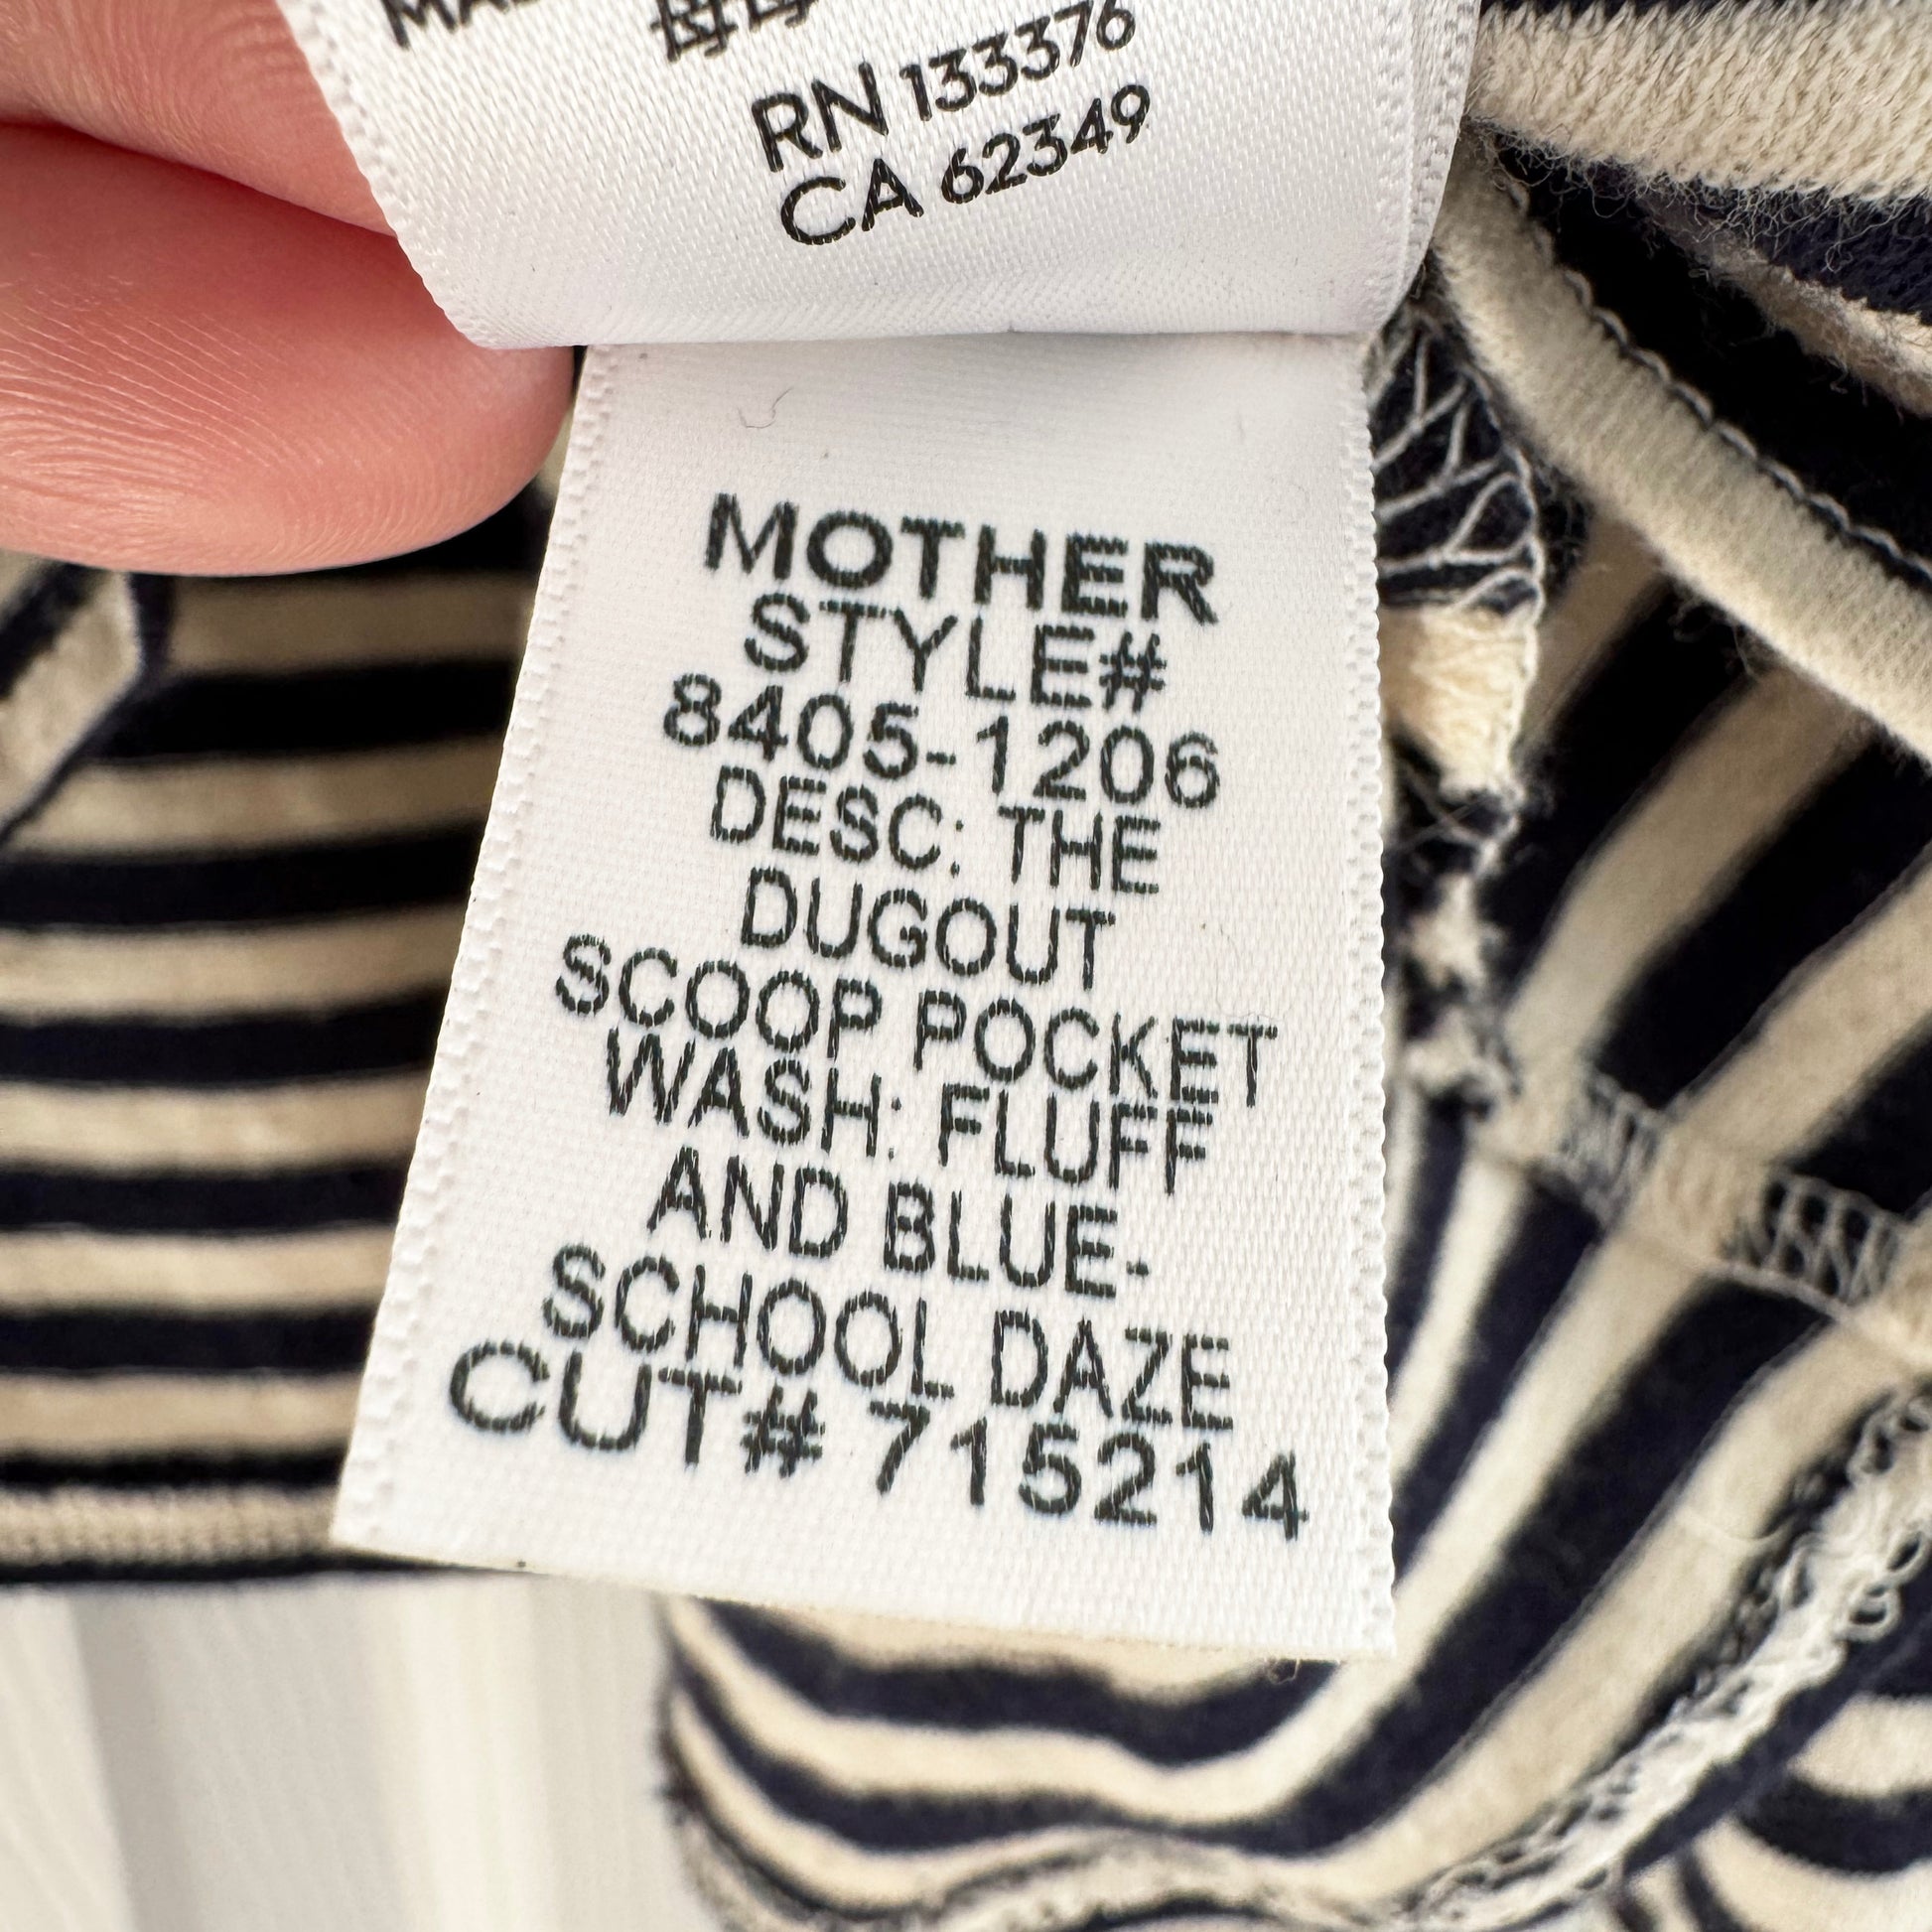 RN 133376
CA 62349
MOTHER
STYLE#
8405-1206
DESC: THE
DUGOUT
SCOOP POCKET
WASH: FLUFF
AND BLUE-
SCHOOL DAZE
CUT# 715214